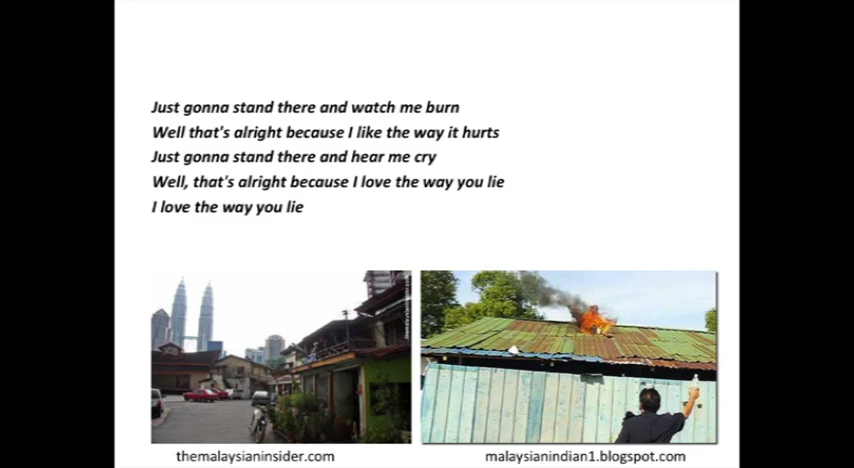 Just gonna stand there and watch me burn
Well that's alright because I like the way it hurts
Just gonna stand there and hear me cry
Well, that's alright because I love the way you lie
I love the way you lie
themalaysianinsider.com
themalaysianinsider.com
malaysianindian1.blogspot.com